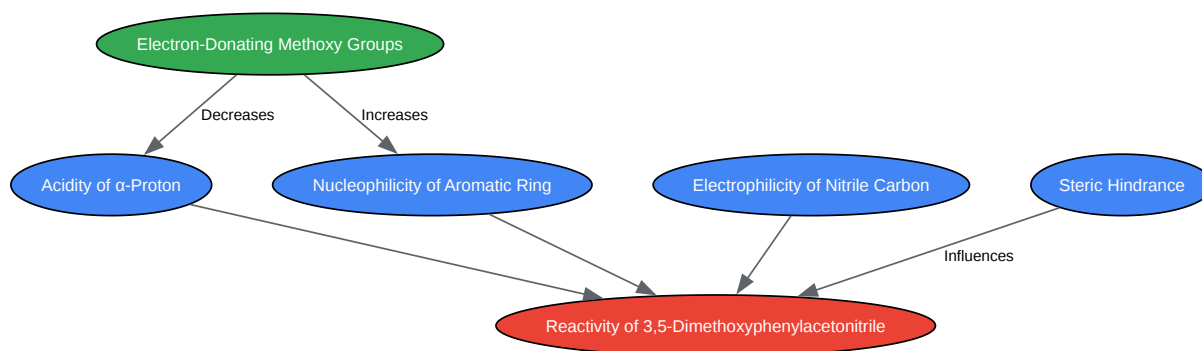 Electron-Donating Methoxy Groups
Decreases
Increases
Acidity of α-Proton
Nucleophilicity of Aromatic Ring
Electrophilicity of Nitrile Carbon
Steric Hindrance
Influences
Reactivity of 3,5-Dimethoxyphenylacetonitrile